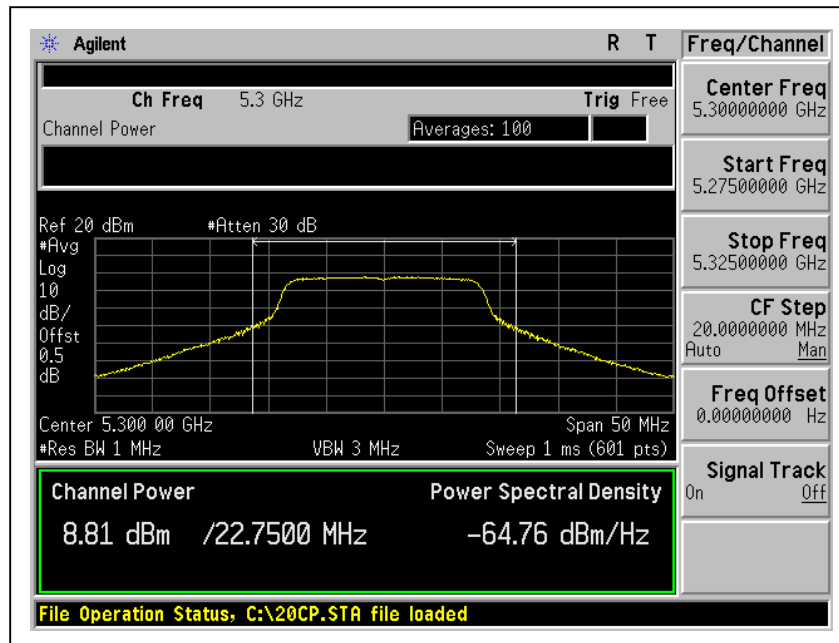 Agilent R T
Freq/Channel
Ch Freq 5.3 GHz Trig Free
Channel Power Averages: 100
Ref 20 dBm #Atten 30 dB
#Avg
Log
10
dB/
Offst
0.5
dB
Center 5.300 00 GHz Span 50 MHz
#Res BW 1 MHz VBW 3 MHz Sweep 1 ms (601 pts)
Channel Power Power Spectral Density
8.81 dBm /22.7500 MHz -64.76 dBm/Hz
File Operation Status, C:\20CP.STA file loaded
Center Freq
5.30000000 GHz
Start Freq
5.27500000 GHz
Stop Freq
5.32500000 GHz
CF Step
20.0000000 MHz
Auto Man
Freq Offset
0.00000000 Hz
Signal Track
On Off